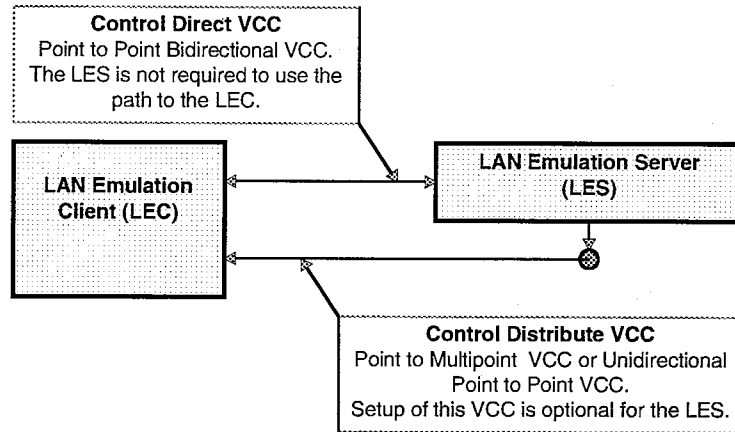 Control Direct VCC
Point to Point Bidirectional VCC.
The LES is not required to use the
path to the LEC.
LAN Emulation
Client (LEC)
LAN Emulation Server
(LES)
Control Distribute VCC
Point to Multipoint VCC or Unidirectional
Point to Point VCC.
Setup of this VCC is optional for the LES.